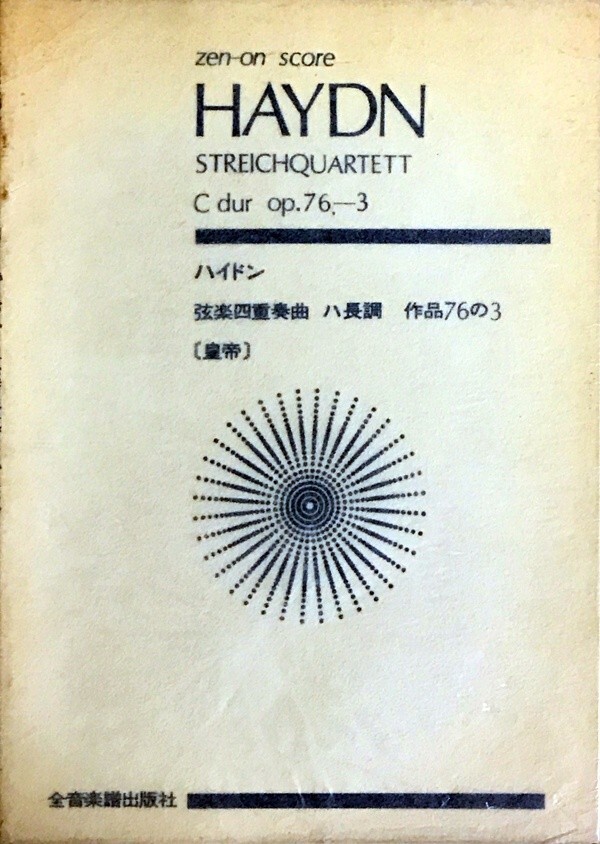 zen-on score
HAYDN
STREICHQUARTETT
C dur op.76,—3
ハイドン
弦楽四重奏曲 ハ長調 作品76の3
〔皇帝〕
全音楽譜出版社